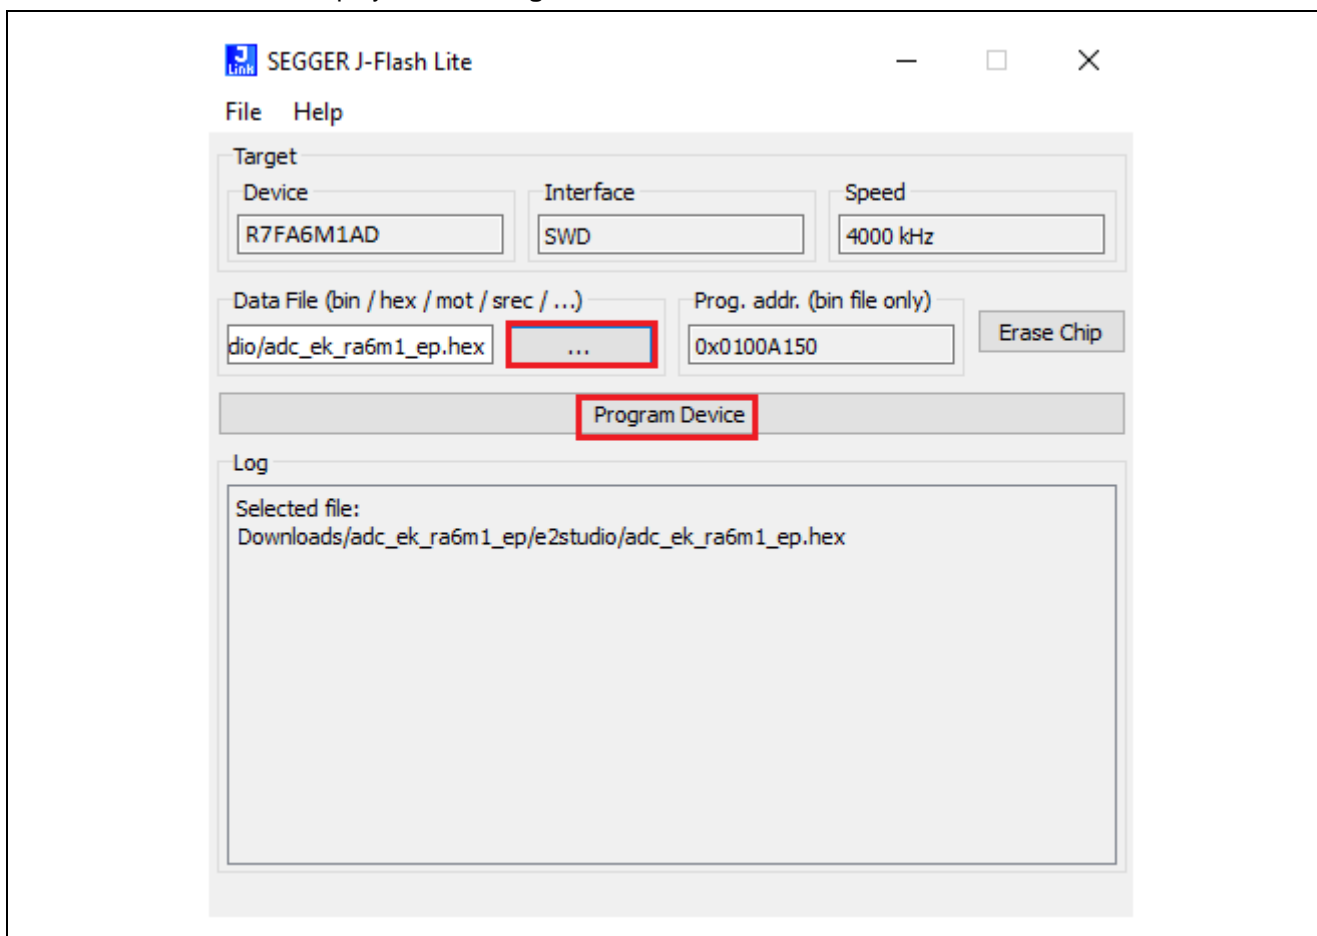 J
Link
SEGGER J-Flash Lite
File Help
Target
Device Interface Speed
R7FA6M1AD SWD 4000 kHz
Data File (bin / hex / mot / srec / ...) Prog. addr. (bin file only)
dio/adc_ek_ra6m1_ep.hex ... 0x0100A150 Erase Chip
Program Device
Log
Selected file:
Downloads/adc_ek_ra6m1_ep/e2studio/adc_ek_ra6m1_ep.hex